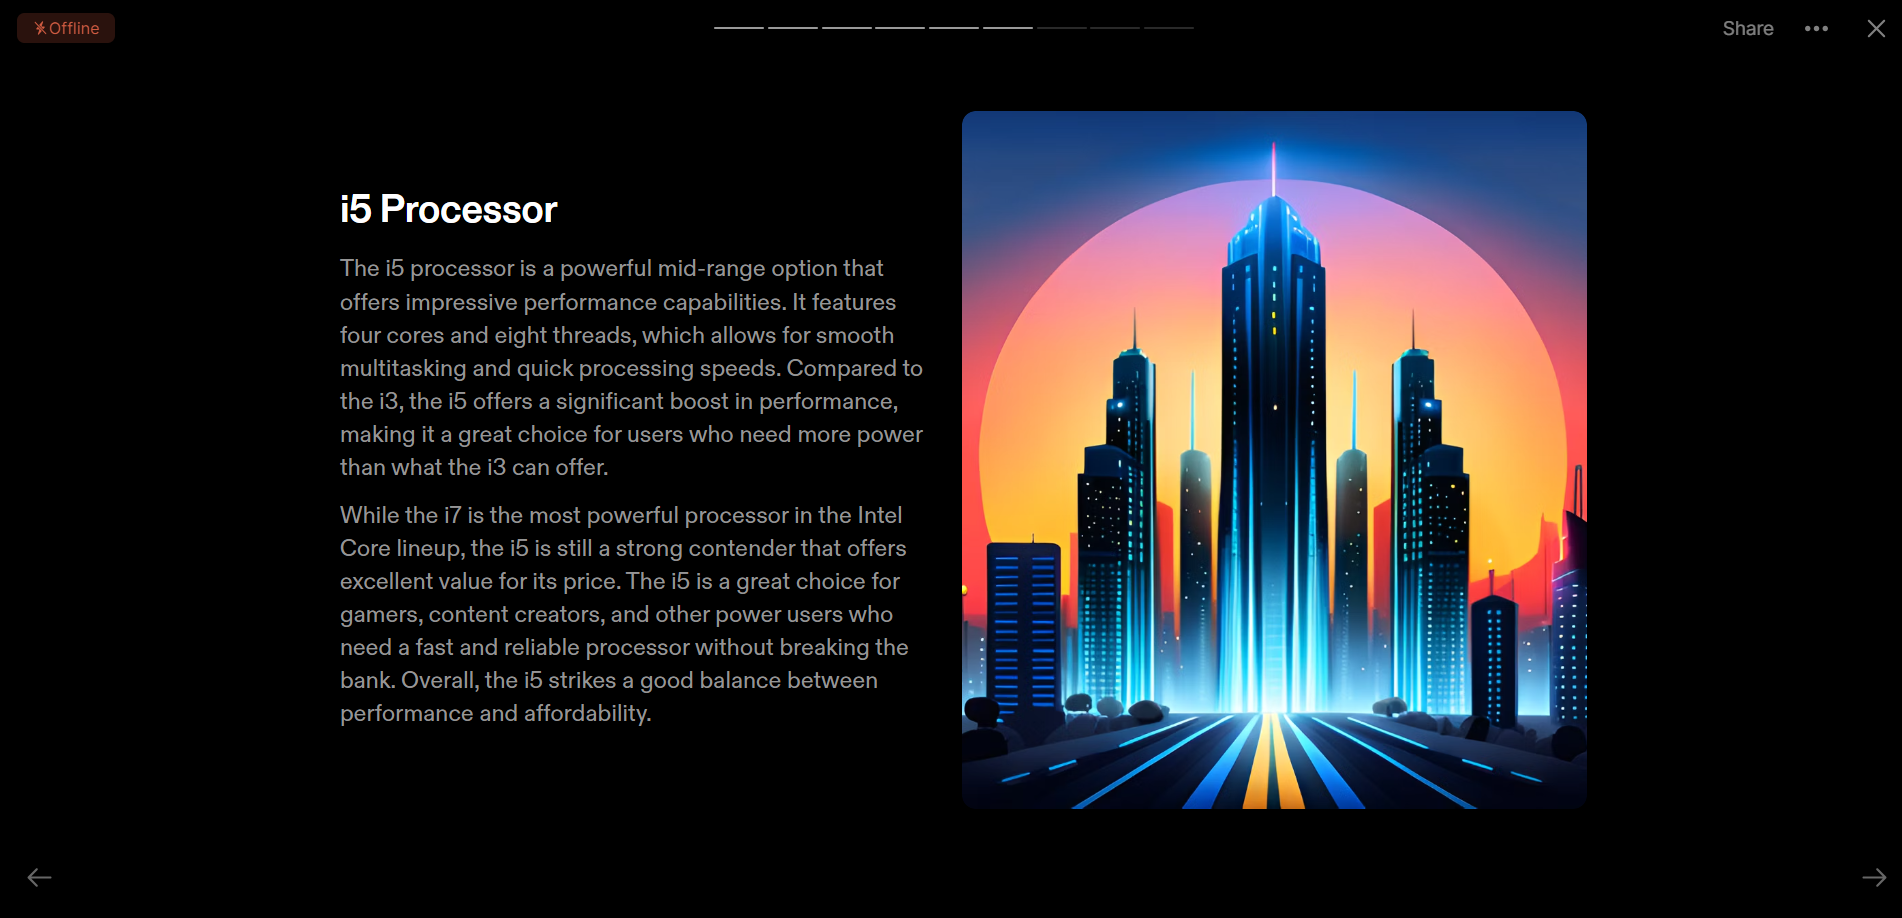 Offline
Share
i5 Processor
The i5 processor is a powerful mid-range option that
offers impressive performance capabilities. It features
four cores and eight threads, which allows for smooth
multitasking and quick processing speeds. Compared to
the i3, the i5 offers a significant boost in performance,
making it a great choice for users who need more power
than what the i3 can offer.
While the i7 is the most powerful processor in the Intel
Core lineup, the i5 is still a strong contender that offers
excellent value for its price. The i5 is a great choice for
gamers, content creators, and other power users who
need a fast and reliable processor without breaking the
bank. Overall, the i5 strikes a good balance between
performance and affordability.